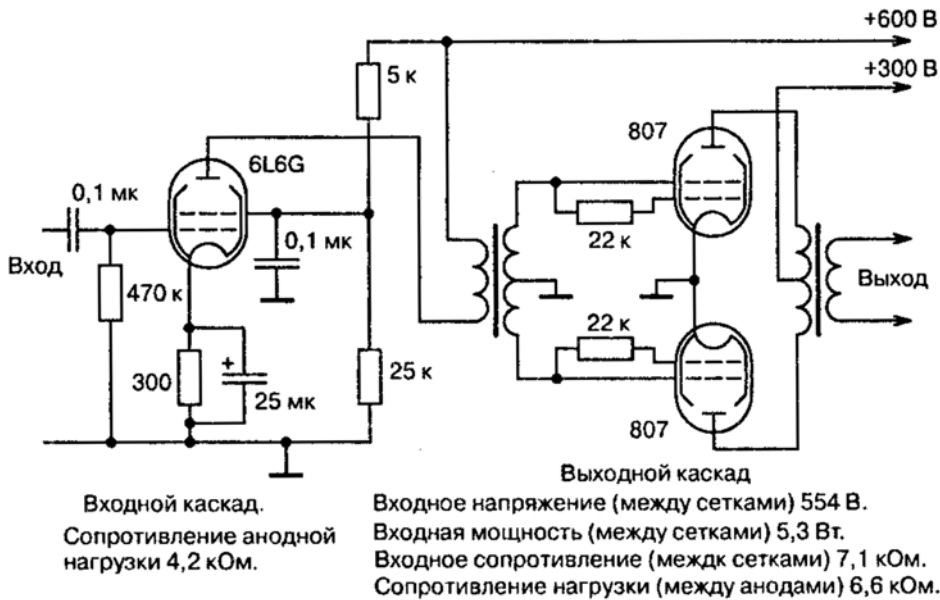 +600 В
+300 В
5 к
807
6L6G
0,1 мк
0,1 мк
22 к
Вход
470 к
Выход
22 к
300
25 мк
+
25 к
807
Выходной каскад
Входной каскад.
Сопротивление анодной
нагрузки 4,2 кОм.
Входное напряжение (между сетками) 554 В.
Входная мощность (между сетками) 5,3 Вт.
Входное сопротивление (междк сетками) 7,1 кОм.
Сопротивление нагрузки (между анодами) 6,6 кОм.